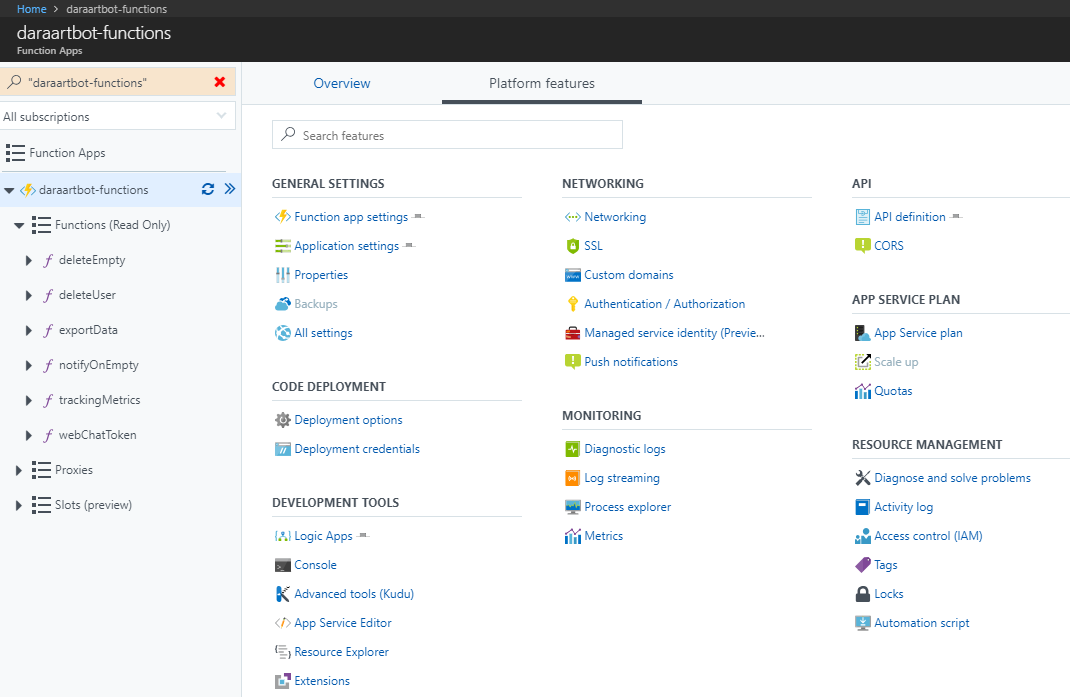 Home > daraartbot-functions
daraartbot-functions
Function Apps
"daraartbot-functions"
All subscriptions
Function Apps
daraartbot-functions
Functions (Read Only)
deleteEmpty
deleteUser
exportData
notifyOnEmpty
trackingMetrics
webChatToken
Proxies
Slots (preview)
Overview
Platform features
Search features
GENERAL SETTINGS
Function app settings
Application settings
Properties
Backups
All settings
CODE DEPLOYMENT
Deployment options
Deployment credentials
DEVELOPMENT TOOLS
Logic Apps
Console
Advanced tools (Kudu)
App Service Editor
Resource Explorer
Extensions
NETWORKING
Networking
SSL
Custom domains
Authentication / Authorization
Managed service identity (Previe...
Push notifications
MONITORING
Diagnostic logs
Log streaming
Process explorer
Metrics
API
API definition
CORS
APP SERVICE PLAN
App Service plan
Scale up
Quotas
RESOURCE MANAGEMENT
Diagnose and solve problems
Activity log
Access control (IAM)
Tags
Locks
Automation script